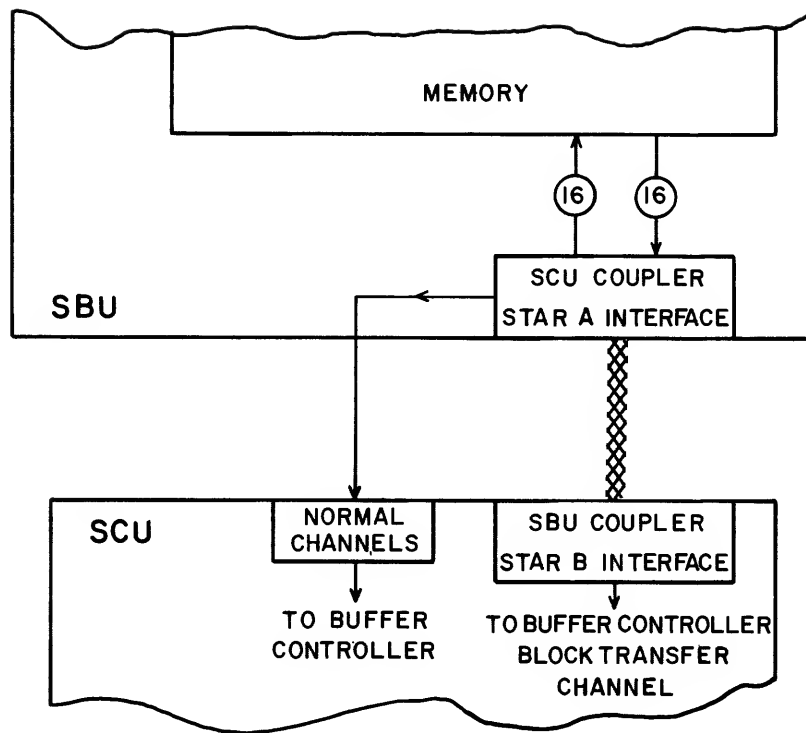 MEMORY
16
16
SCU COUPLER
STAR A INTERFACE
SBU
SCU
NORMAL
CHANNELS
SBU COUPLER
STAR B INTERFACE
TO BUFFER
CONTROLLER
TO BUFFER CONTROLLER
BLOCK TRANSFER
CHANNEL